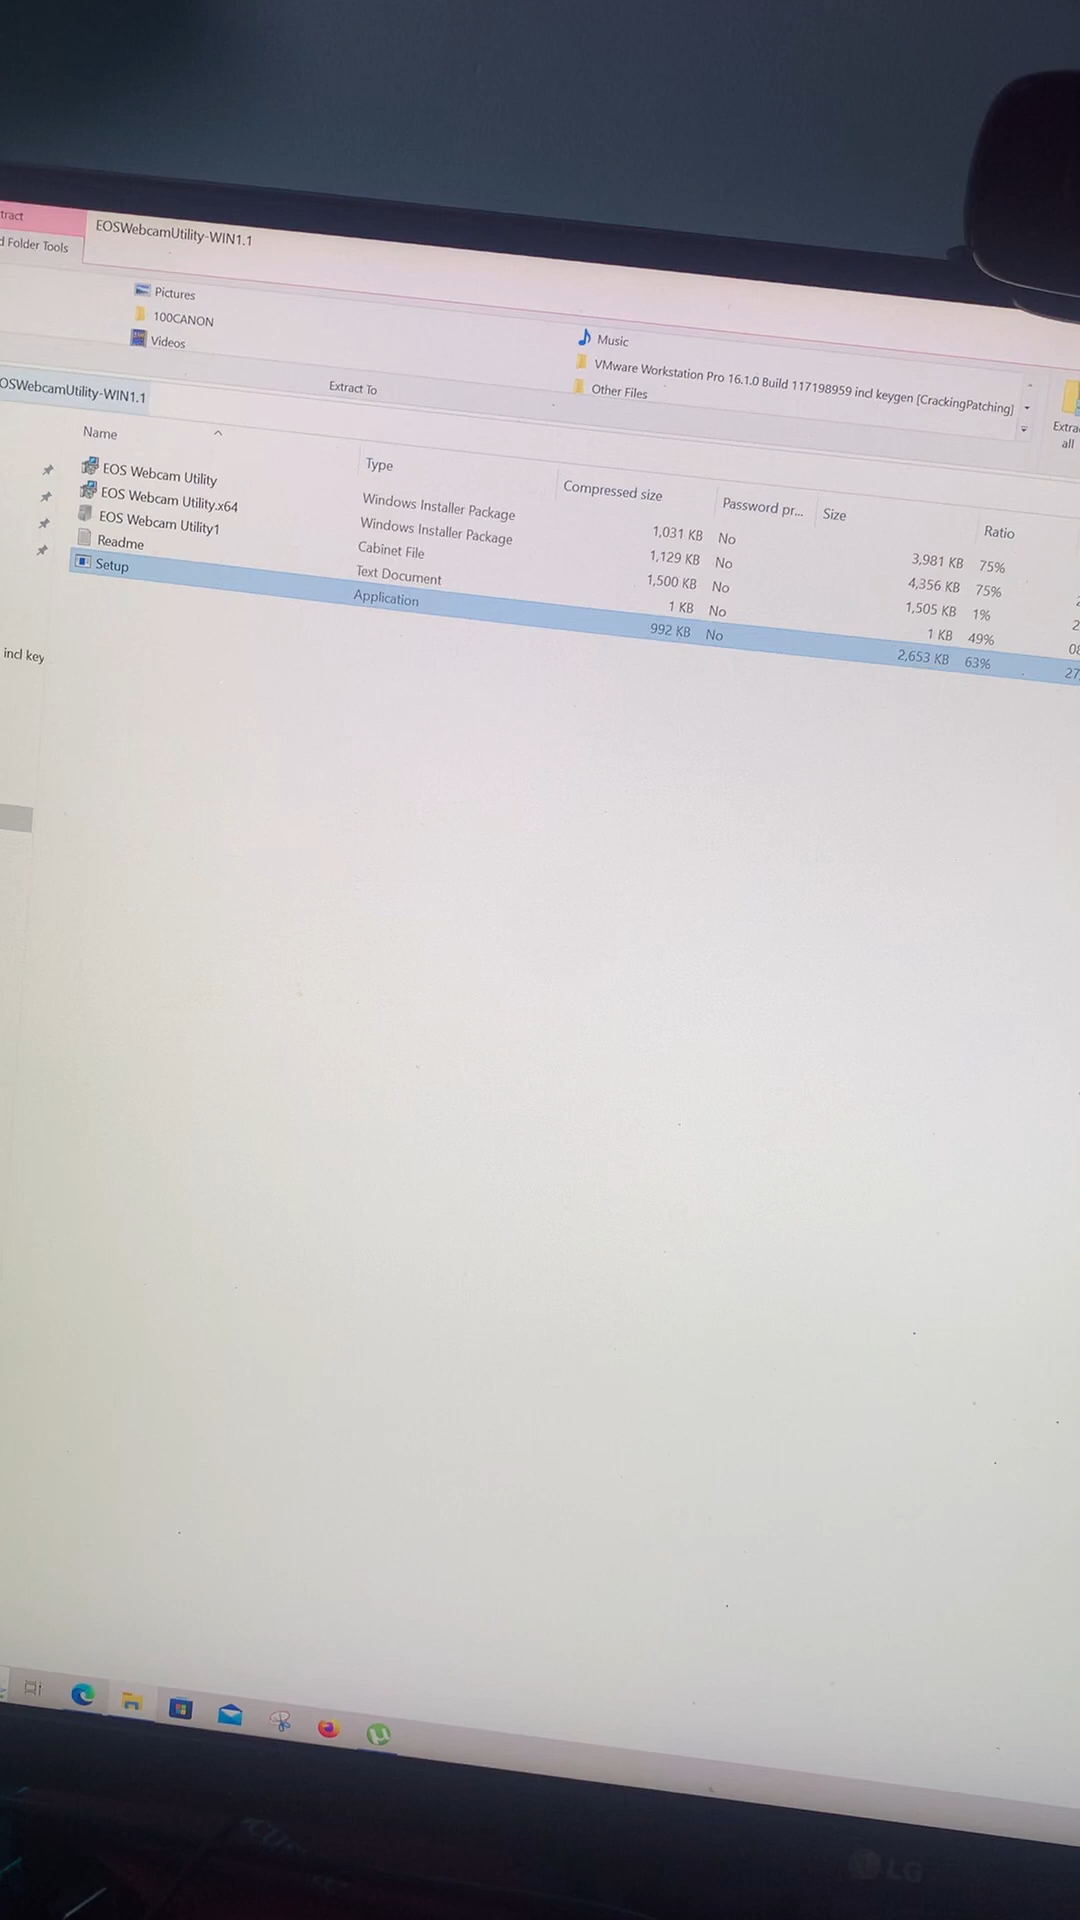 tract
EOSWebcamUtility-WIN1.1
d Folder Tools
Pictures
100CANON
Videos
Music
VMware Workstation Pro 16.1.0 Build 117198959 incl keygen [CrackingPatching]
Other Files
Extract To
Extra
all
OSWebcamUtility-WIN1.1
Name Type Compressed size Password pr... Size Ratio
EOS Webcam Utility Windows Installer Package 1,031 KB No 3,981 KB 75%
EOS Webcam Utility.x64 Windows Installer Package 1,129 KB No 4,356 KB 75%
EOS Webcam Utility1 Cabinet File 1,500 KB No 1,505 KB 1%
Readme Text Document 1 KB No 1 KB 49%
Setup Application 992 KB No 2,653 KB 63% 27
incl key
LG